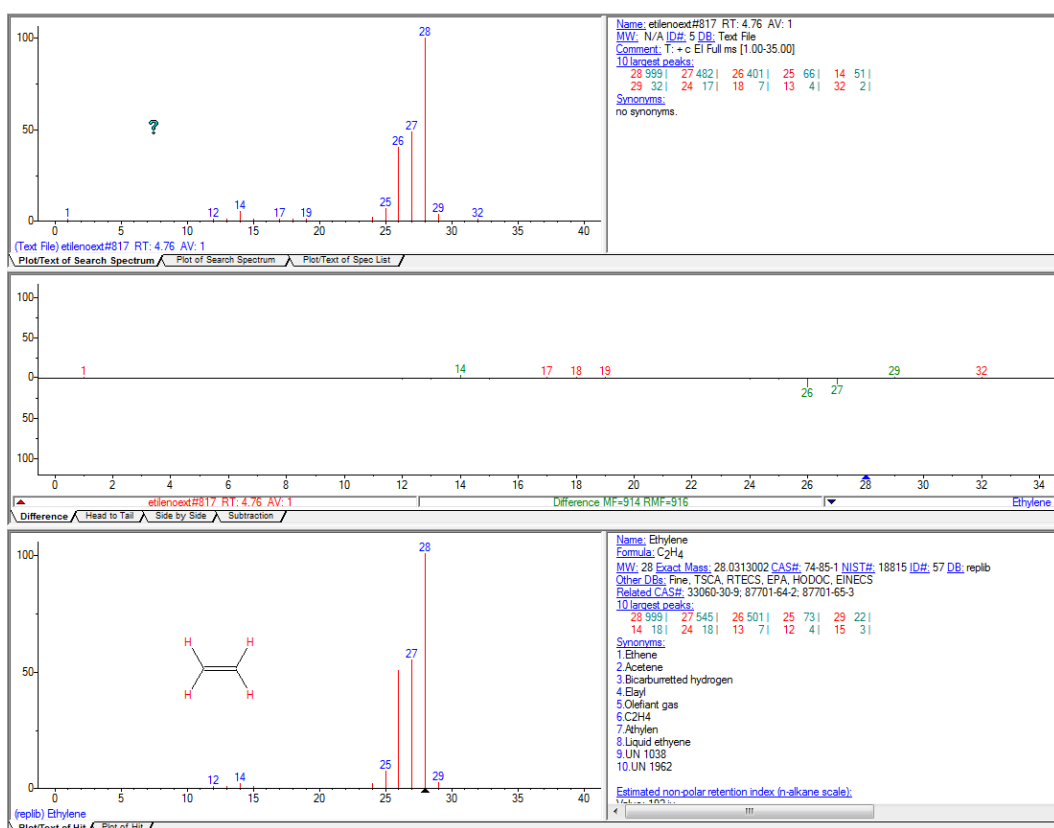 Name: etilenoext#817 RT: 4.76 AV: 1
MW: N/A ID#: 5 DB: Text File
Comment: T: + c EI Full ms [1.00-35.00]
10 largest peaks:
28 999 | 27 482 | 26 401 | 25 66 | 14 51 |
29 32 | 24 17 | 18 7 | 13 4 | 32 2 |
Synonyms:
no synonyms.
100
50
0
?
1 12 14 17 19 25 26 27 28 29 32
0 5 10 15 20 25 30 35 40
(Text File) etilenoext#817 RT: 4.76 AV: 1
Plot/Text of Search Spectrum Plot of Search Spectrum Plot/Text of Spec List
100
50
0
50
100
1 14 17 18 19 26 27 29 32
0 2 4 6 8 10 12 14 16 18 20 22 24 26 28 30 32 34
etilenoext#817 RT: 4.76 AV: 1 Difference MF=914 RMF=916 Ethylene
Difference Head to Tail Side by Side Subtraction
100
50
0
H H
H H
12 14 25 27 28 29
0 5 10 15 20 25 30 35 40
(replib) Ethylene
Plot/Text of Hit Plot of Hit
Name: Ethylene
Formula: C2H4
MW: 28 Exact Mass: 28.0313002 CAS#: 74-85-1 NIST#: 18815 ID#: 57 DB: replib
Other DBs: Fine, TSCA, RTECS, EPA, HODOC, EINECS
Related CAS#: 33060-30-9; 87701-64-2; 87701-65-3
10 largest peaks:
28 999 | 27 545 | 26 501 | 25 73 | 29 22 |
14 18 | 24 18 | 13 7 | 12 4 | 15 3 |
Synonyms:
1.Ethene
2.Acetene
3.Bicarburretted hydrogen
4.Elayl
5.Olefiant gas
6.C2H4
7.Athylen
8.Liquid ethyene
9.UN 1038
10.UN 1962
Estimated non-polar retention index (n-alkane scale):